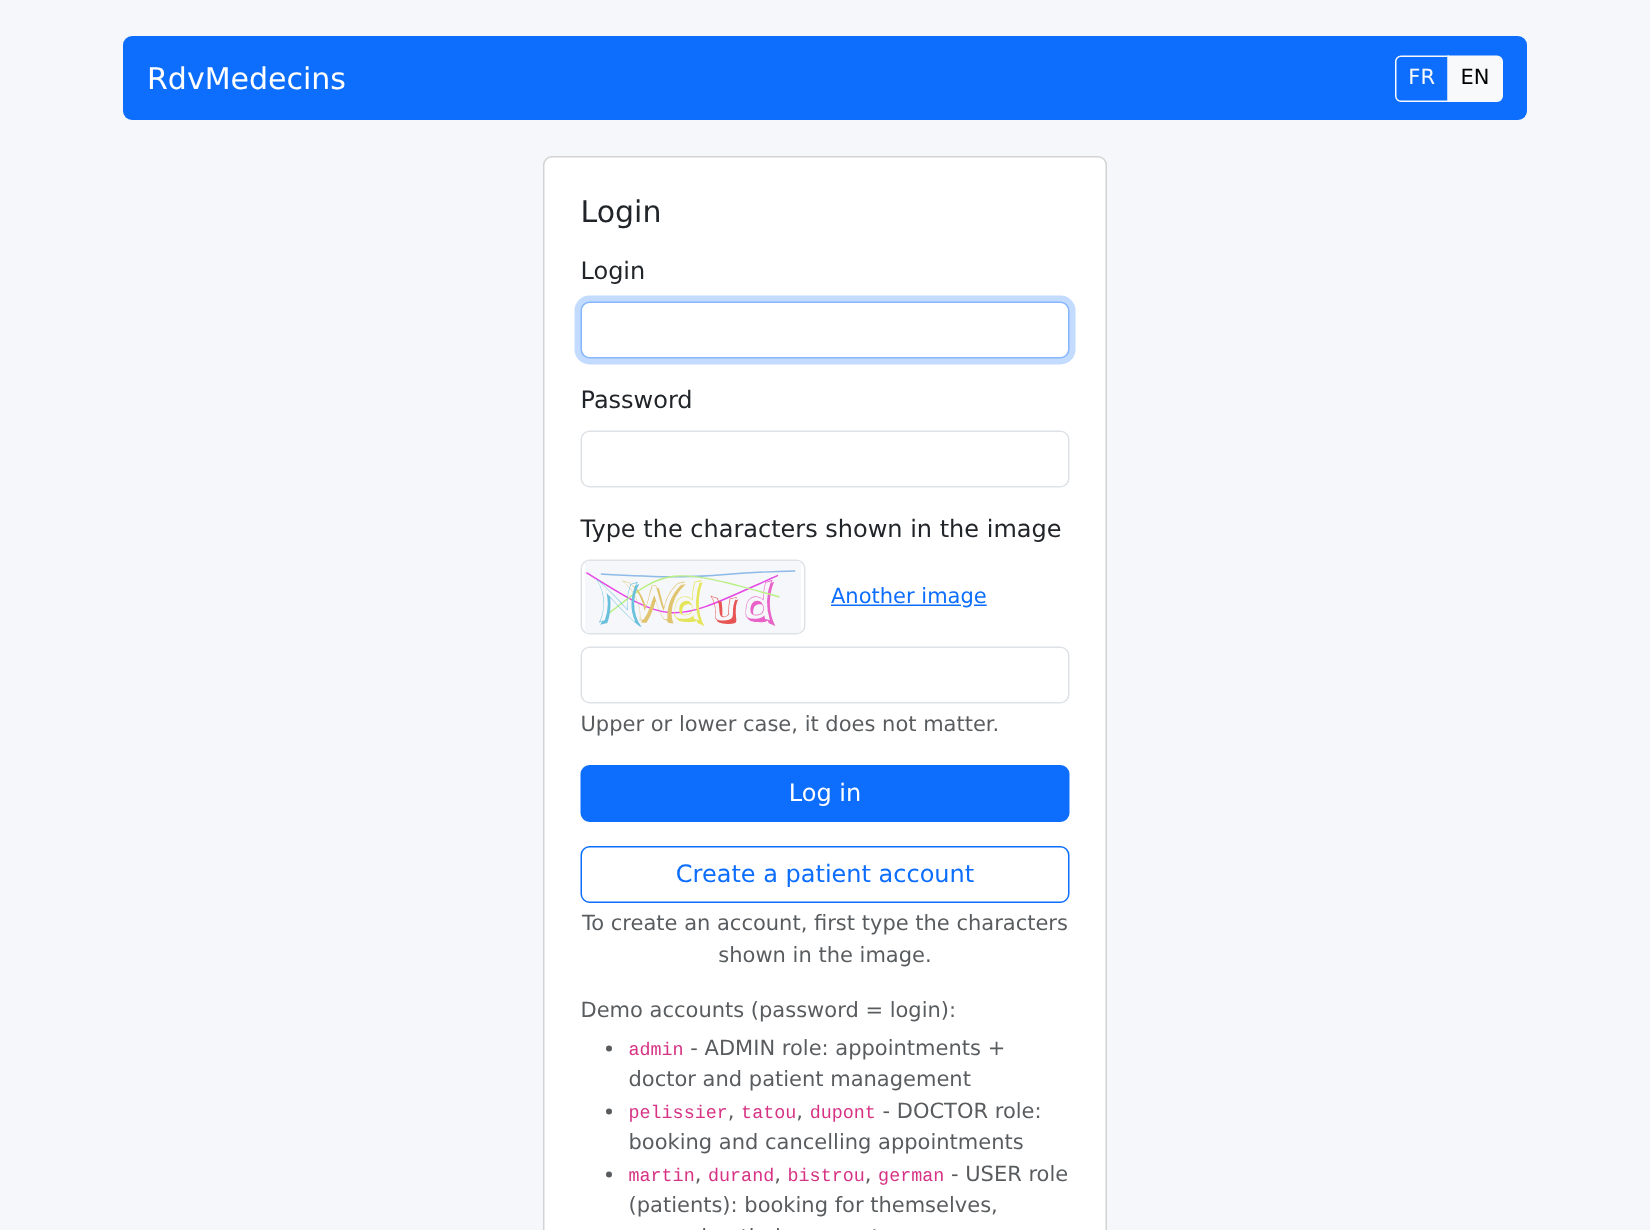 RdvMedecins
FR EN
Login
Login
Password
Type the characters shown in the image
Another image
Upper or lower case, it does not matter.
Log in
Create a patient account
To create an account, first type the characters
shown in the image.
Demo accounts (password = login):
• admin - ADMIN role: appointments +
doctor and patient management
• pelissier, tatou, dupont - DOCTOR role:
booking and cancelling appointments
• martin, durand, bistrou, german - USER role
(patients): booking for themselves,